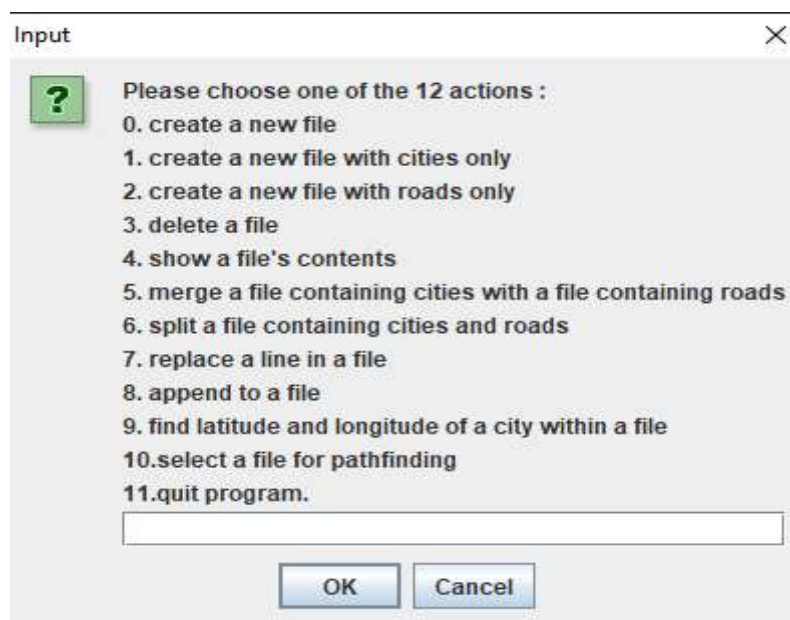 Input
Please choose one of the 12 actions :
0. create a new file
1. create a new file with cities only
2. create a new file with roads only
3. delete a file
4. show a file's contents
5. merge a file containing cities with a file containing roads
6. split a file containing cities and roads
7. replace a line in a file
8. append to a file
9. find latitude and longitude of a city within a file
10.select a file for pathfinding
11.quit program.
OK Cancel